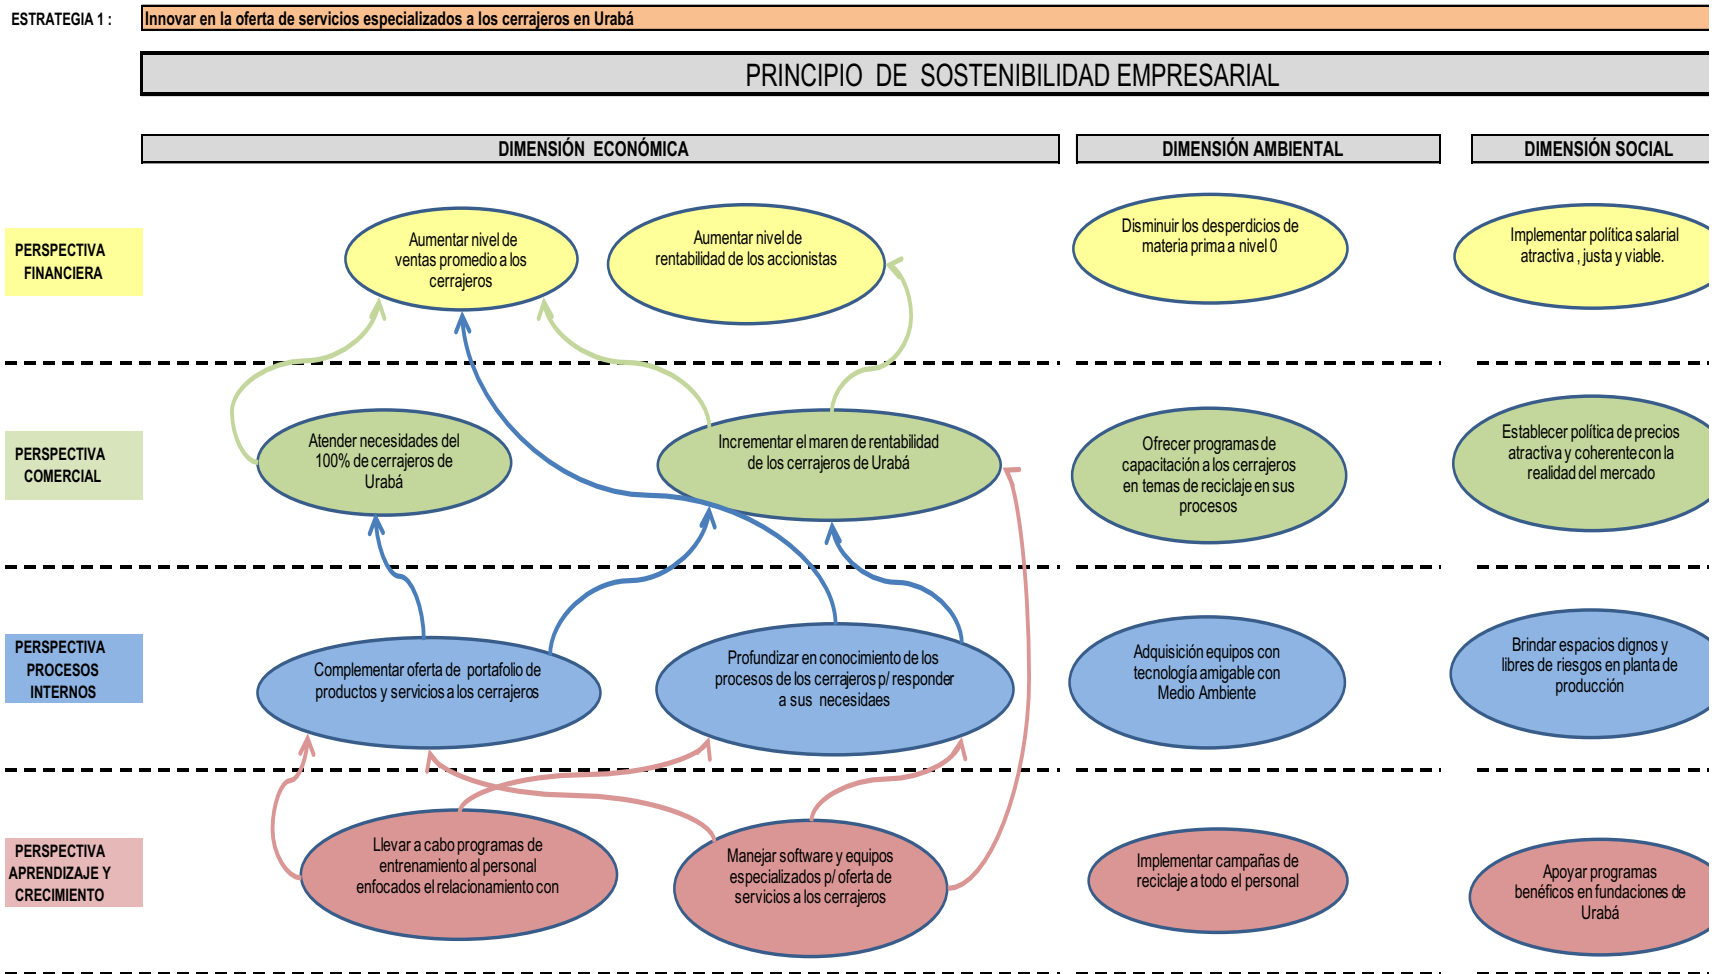 ESTRATEGIA 1 :
Innovar en la oferta de servicios especializados a los cerrajeros en Urabá
PRINCIPIO DE SOSTENIBILIDAD EMPRESARIAL
DIMENSIÓN ECONÓMICA
DIMENSIÓN AMBIENTAL
DIMENSIÓN SOCIAL
PERSPECTIVA
FINANCIERA
Aumentar nivel de
ventas promedio a los
cerrajeros
Aumentar nivel de
rentabilidad de los accionistas
Disminuir los desperdicios de
materia prima a nivel 0
Implementar política salarial
atractiva , justa y viable.
PERSPECTIVA
COMERCIAL
Atender necesidades del
100% de cerrajeros de
Urabá
Incrementar el maren de rentabilidad
de los cerrajeros de Urabá
Ofrecer programas de
capacitación a los cerrajeros
en temas de reciclaje en sus
procesos
Establecer política de precios
atractiva y coherente con la
realidad del mercado
PERSPECTIVA
PROCESOS
INTERNOS
Complementar oferta de portafolio de
productos y servicios a los cerrajeros
Profundizar en conocimiento de los
procesos de los cerrajeros p/ responder
a sus necesidaes
Adquisición equipos con
tecnología amigable con
Medio Ambiente
Brindar espacios dignos y
libres de riesgos en planta de
producción
PERSPECTIVA
APRENDIZAJE Y
CRECIMIENTO
Llevar a cabo programas de
entrenamiento al personal
enfocados el relacionamiento con
Manejar software y equipos
especializados p/ oferta de
servicios a los cerrajeros
Implementar campañas de
reciclaje a todo el personal
Apoyar programas
benéficos en fundaciones de
Urabá